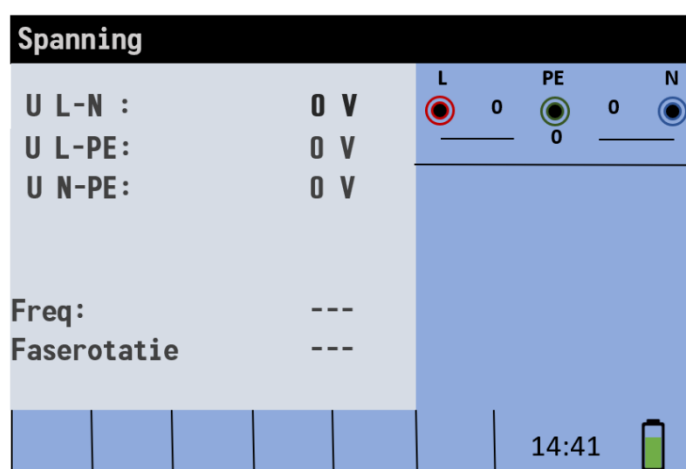 Spanning
L PE N
U L-N : 0 V
0 0
U L-PE: 0 V
0
U N-PE: 0 V
Freq: ---
Faserotatie ---
14:41